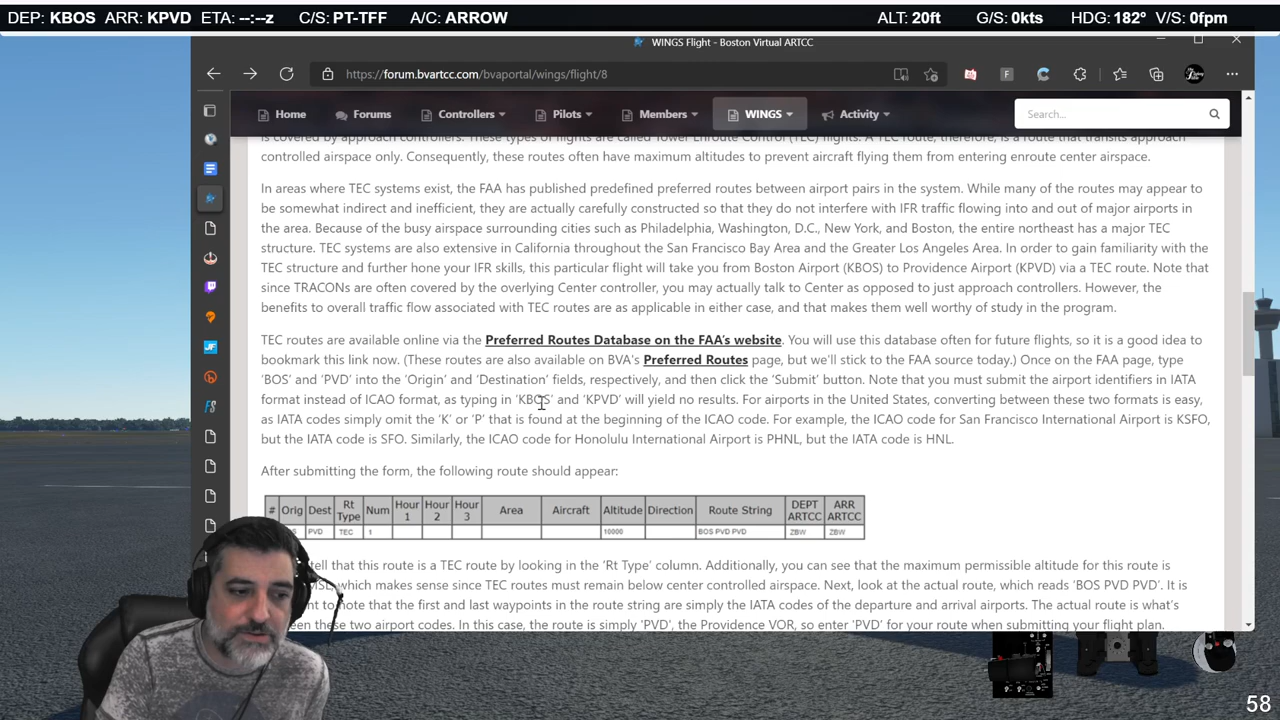 DEP: KBOS ARR: KPVD ETA: --:--z C/S: PT-TFF A/C: ARROW ALT: 20ft G/S: 0kts HDG: 182° V/S: 0fpm
WINGS Flight - Boston Virtual ARTCC
https://forum.bvartcc.com/bvaportal/wings/flight/8
Home Forums Controllers Pilots Members WINGS Activity Search...
is covered by approach controllers. These types of flights are called Tower Enroute Control (TEC) flights. A TEC route, therefore, is a route that transits approach
controlled airspace only. Consequently, these routes often have maximum altitudes to prevent aircraft flying them from entering enroute center airspace.
In areas where TEC systems exist, the FAA has published predefined preferred routes between airport pairs in the system. While many of the routes may appear to
be somewhat indirect and inefficient, they are actually carefully constructed so that they do not interfere with IFR traffic flowing into and out of major airports in
the area. Because of the busy airspace surrounding cities such as Philadelphia, Washington, D.C., New York, and Boston, the entire northeast has a major TEC
structure. TEC systems are also extensive in California throughout the San Francisco Bay Area and the Greater Los Angeles Area. In order to gain familiarity with the
TEC structure and further hone your IFR skills, this particular flight will take you from Boston Airport (KBOS) to Providence Airport (KPVD) via a TEC route. Note that
since TRACONs are often covered by the overlying Center controller, you may actually talk to Center as opposed to just approach controllers. However, the
benefits to overall traffic flow associated with TEC routes are as applicable in either case, and that makes them well worthy of study in the program.
TEC routes are available online via the Preferred Routes Database on the FAA's website. You will use this database often for future flights, so it is a good idea to
bookmark this link now. (These routes are also available on BVA's Preferred Routes page, but we'll stick to the FAA source today.) Once on the FAA page, type
'BOS' and 'PVD' into the 'Origin' and 'Destination' fields, respectively, and then click the 'Submit' button. Note that you must submit the airport identifiers in IATA
format instead of ICAO format, as typing in 'KBOS' and 'KPVD' will yield no results. For airports in the United States, converting between these two formats is easy,
as IATA codes simply omit the 'K' or 'P' that is found at the beginning of the ICAO code. For example, the ICAO code for San Francisco International Airport is KSFO,
but the IATA code is SFO. Similarly, the ICAO code for Honolulu International Airport is PHNL, but the IATA code is HNL.
After submitting the form, the following route should appear:
# Orig Dest Rt Type Num Hour 1 Hour 2 Hour 3 Area Aircraft Altitude Direction Route String DEPT ARTCC ARR ARTCC
PVD TEC 1 10000 BOS PVD PVD ZBW ZBW
tell that this route is a TEC route by looking in the 'Rt Type' column. Additionally, you can see that the maximum permissible altitude for this route is
which makes sense since TEC routes must remain below center controlled airspace. Next, look at the actual route, which reads 'BOS PVD PVD'. It is
to note that the first and last waypoints in the route string are simply the IATA codes of the departure and arrival airports. The actual route is what's
these two airport codes. In this case, the route is simply 'PVD', the Providence VOR, so enter 'PVD' for your route when submitting your flight plan.
58